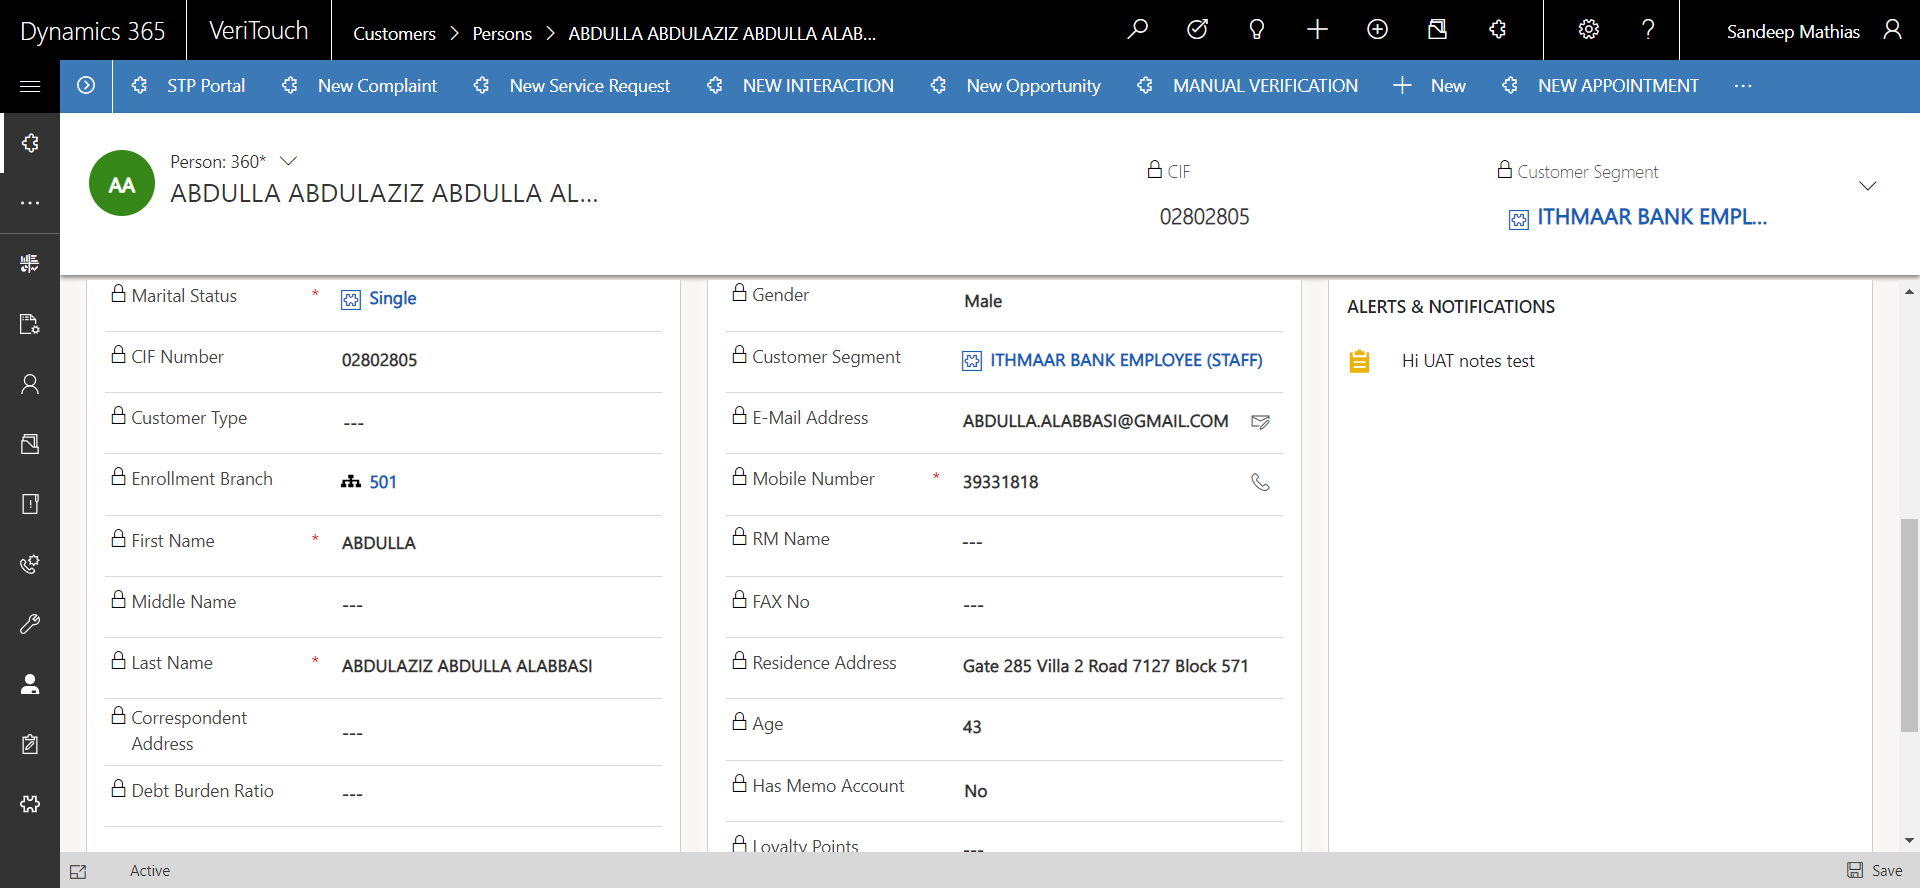 Dynamics 365
VeriTouch
Customers > Persons > ABDULLA ABDULAZIZ ABDULLA ALAB...
Sandeep Mathias
STP Portal
New Complaint
New Service Request
NEW INTERACTION
New Opportunity
MANUAL VERIFICATION
New
NEW APPOINTMENT
...
AA
Person: 360*
ABDULLA ABDULAZIZ ABDULLA AL...
CIF
02802805
Customer Segment
ITHMAAR BANK EMPL...
Marital Status * Single
CIF Number 02802805
Customer Type ---
Enrollment Branch 501
First Name * ABDULLA
Middle Name ---
Last Name * ABDULAZIZ ABDULLA ALABBASI
Correspondent
Address ---
Debt Burden Ratio ---
Gender Male
Customer Segment ITHMAAR BANK EMPLOYEE (STAFF)
E-Mail Address ABDULLA.ALABBASI@GMAIL.COM
Mobile Number * 39331818
RM Name ---
FAX No ---
Residence Address Gate 285 Villa 2 Road 7127 Block 571
Age 43
Has Memo Account No
Loyalty Points ---
ALERTS & NOTIFICATIONS
Hi UAT notes test
Active
Save